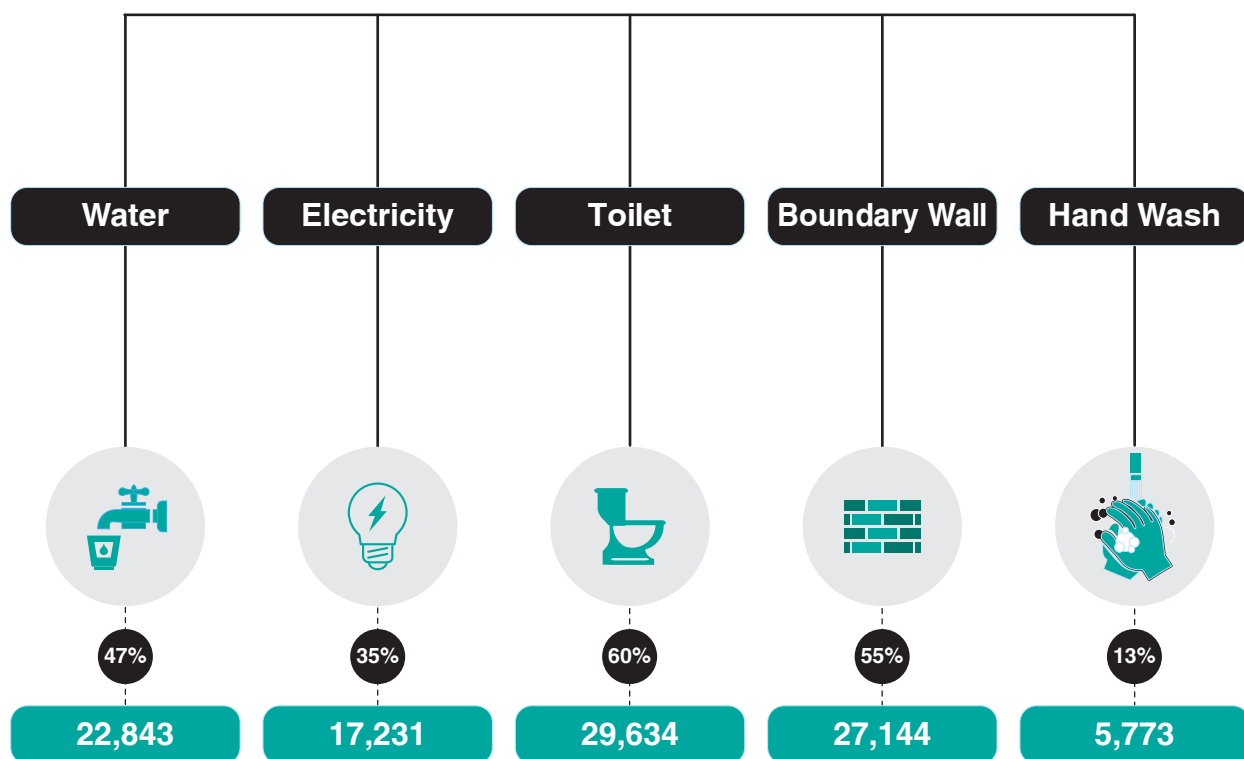 Water
Electricity
Toilet
Boundary Wall
Hand Wash
47%
35%
60%
55%
13%
22,843
17,231
29,634
27,144
5,773